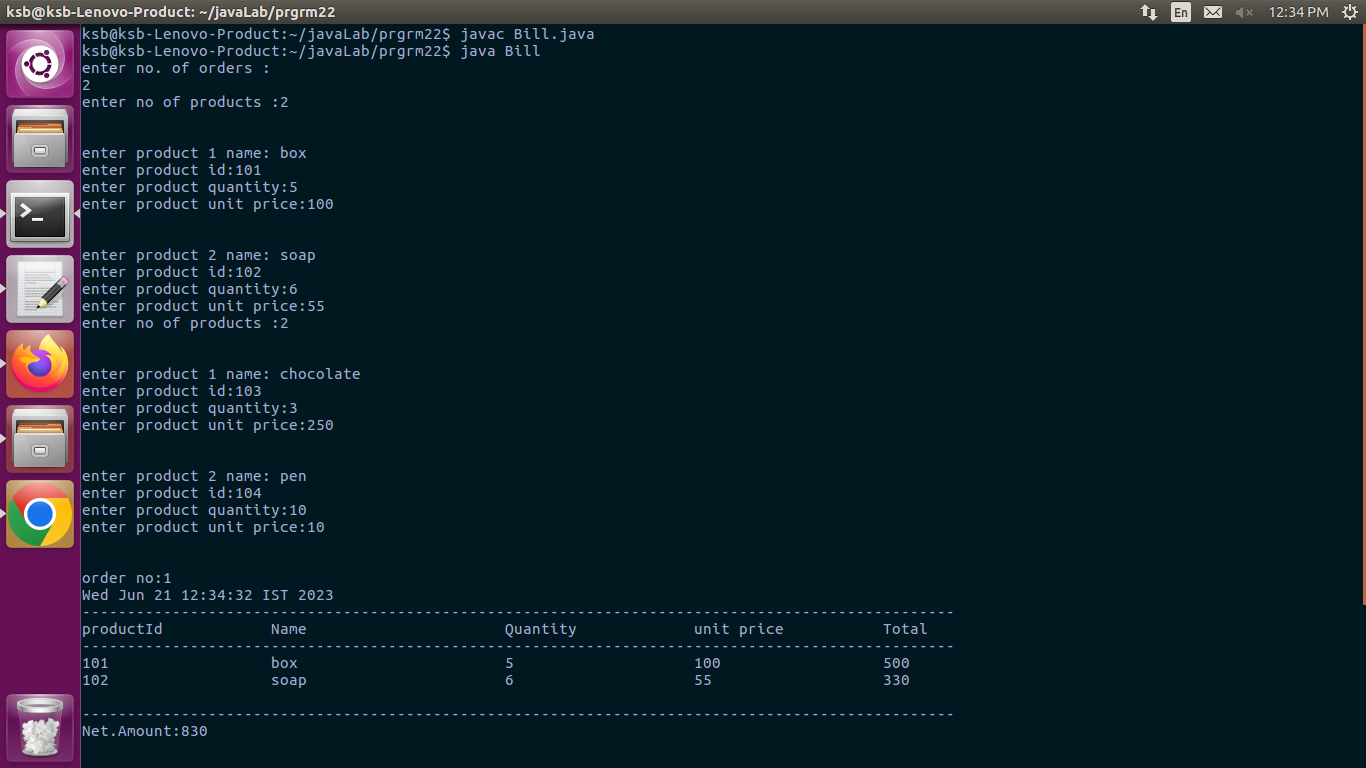 ksb@ksb-Lenovo-Product: ~/javaLab/prgrm22 En 12:34 PM
ksb@ksb-Lenovo-Product:~/javaLab/prgrm22$ javac Bill.java
ksb@ksb-Lenovo-Product:~/javaLab/prgrm22$ java Bill
enter no. of orders :
2
enter no of products :2
enter product 1 name: box
enter product id:101
enter product quantity:5
enter product unit price:100
enter product 2 name: soap
enter product id:102
enter product quantity:6
enter product unit price:55
enter no of products :2
enter product 1 name: chocolate
enter product id:103
enter product quantity:3
enter product unit price:250
enter product 2 name: pen
enter product id:104
enter product quantity:10
enter product unit price:10
order no:1
Wed Jun 21 12:34:32 IST 2023
-------------------------------------------------------------------------------------------------
productId Name Quantity unit price Total
-------------------------------------------------------------------------------------------------
101 box 5 100 500
102 soap 6 55 330
-------------------------------------------------------------------------------------------------
Net.Amount:830